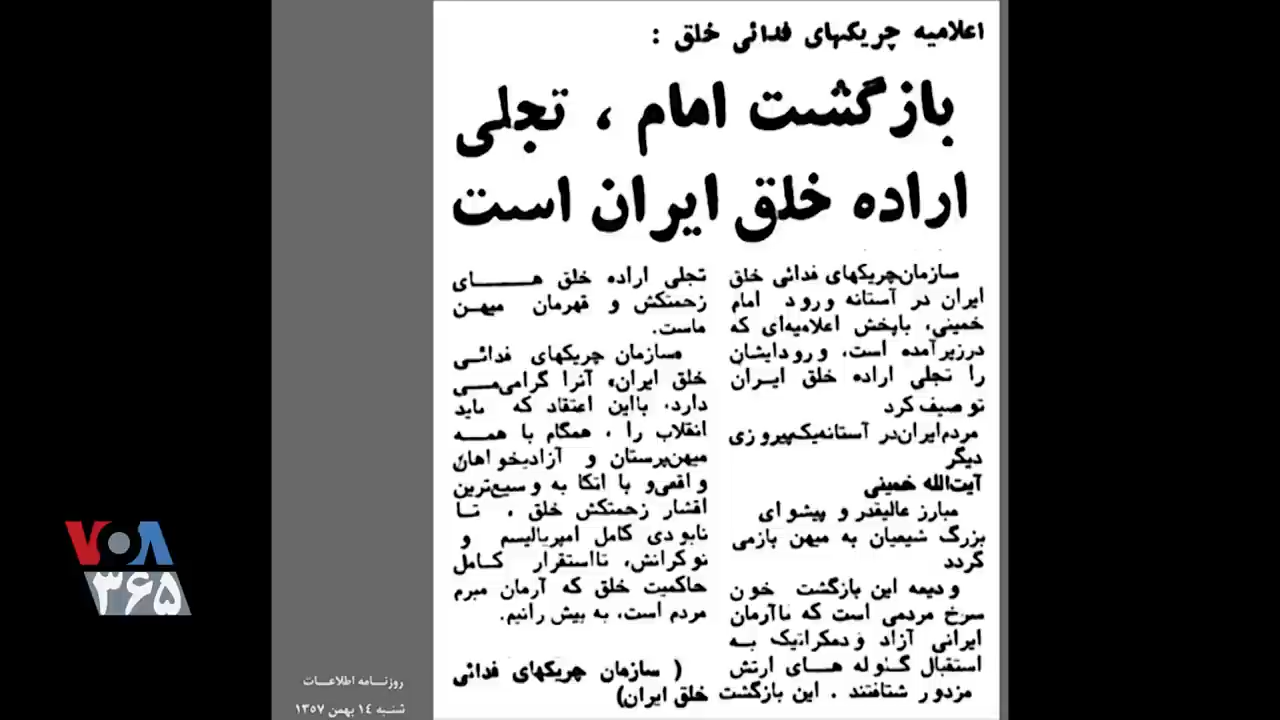 اعلامیه چریکهای فدائی خلق :
بازگشت امام ، تجلی
اراده خلق ایران است
سازمان‌چریکهای فدائی خلق
ایران در آستانه ورود امام
خمینی، باپخش اعلامیه‌ای که
درزیر آمده است، ورودایشان
را تجلی اراده خلق ایران
توصیف کرد
مردم‌ایران‌در آستانه‌یک‌پیروزی
دیگر
آیت‌الله خمینی
مبارز عالیقدر و پیشوای
بزرگ شیعیان به میهن بازمی
گردد
ودیعه این بازگشت خون
سرخ مردمی است که باآرمان
ایرانی آزاد ودمکراتیک به
استقبال گلوله های ارتش
مزدور شتافتند . این بازگشت
تجلی اراده خلق های
زحمتکش و قهرمان میهن
ماست.
«سازمان چریکهای فدائی
خلق ایران» آنرا گرامی‌می
دارد. بااین اعتقاد که باید
انقلاب را ، همگام با همه
میهن‌پرستان و آزادیخواهان
واقعی‌و با اتکا به وسیع‌ترین
اقشار زحمتکش خلق ، تا
نابودی کامل امپریالیسم و
نوکرانش، تااستقرار کامل
حاکمیت خلق که آرمان مبرم
مردم است، به پیش رانیم.
( سازمان چریکهای فدائی
خلق ایران)
VOA
۳۶۵
روزنامه اطلاعات
شنبه ۱۴ بهمن ۱۳۵۷